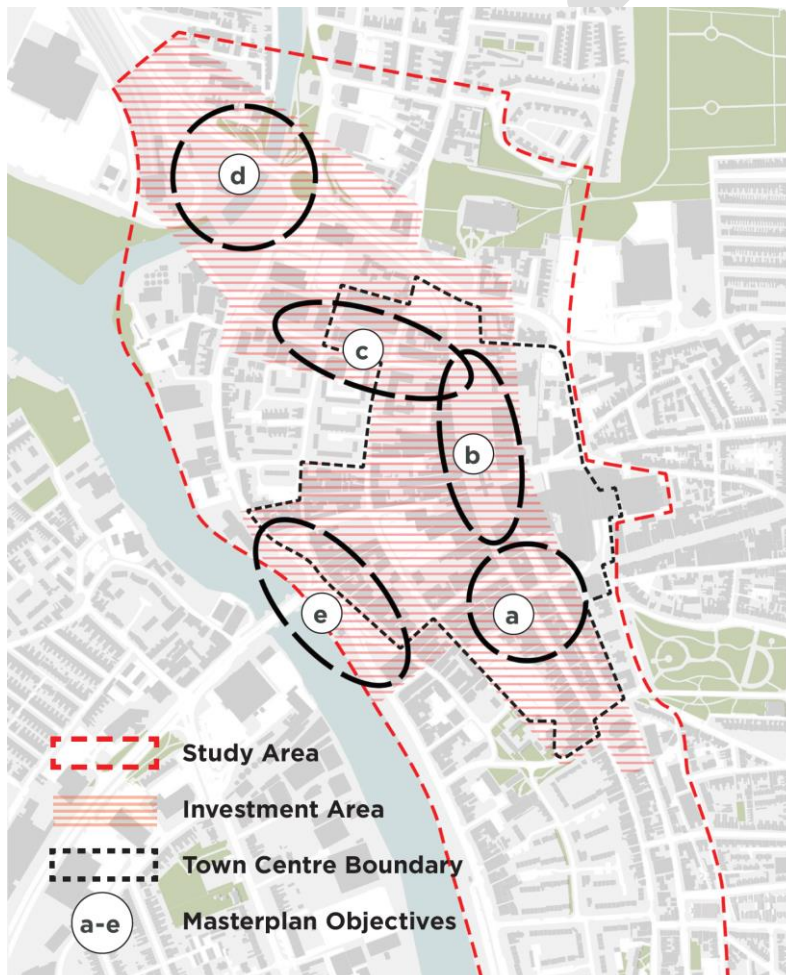 d
c
b
a
e
Study Area
Investment Area
Town Centre Boundary
a-e
Masterplan Objectives